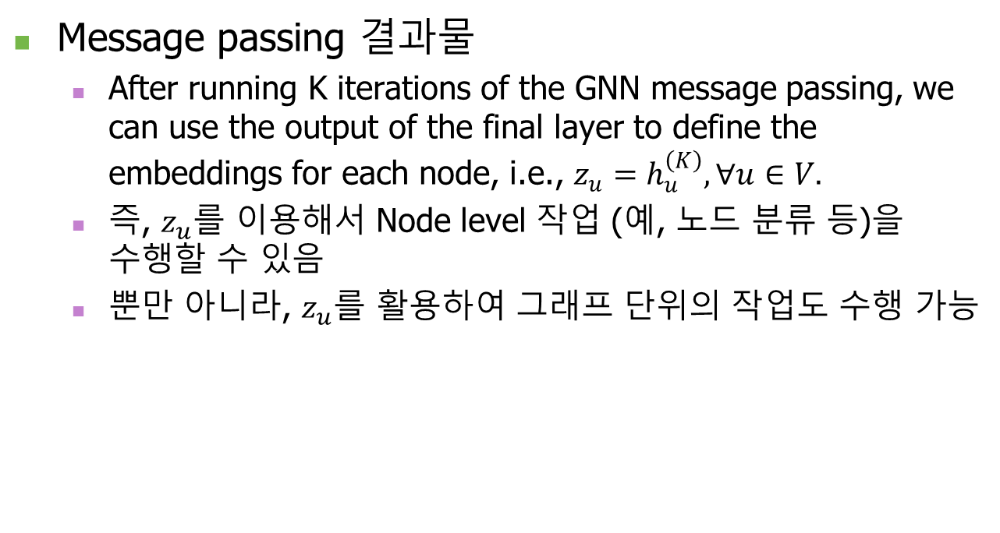 Message passing 결과물
After running K iterations of the GNN message passing, we
can use the output of the final layer to define the
embeddings for each node, i.e., $z_u = h_u^{(K)}, \forall u \in V.$
즉, $z_u$를 이용해서 Node level 작업 (예, 노드 분류 등)을
수행할 수 있음
뿐만 아니라, $z_u$를 활용하여 그래프 단위의 작업도 수행 가능